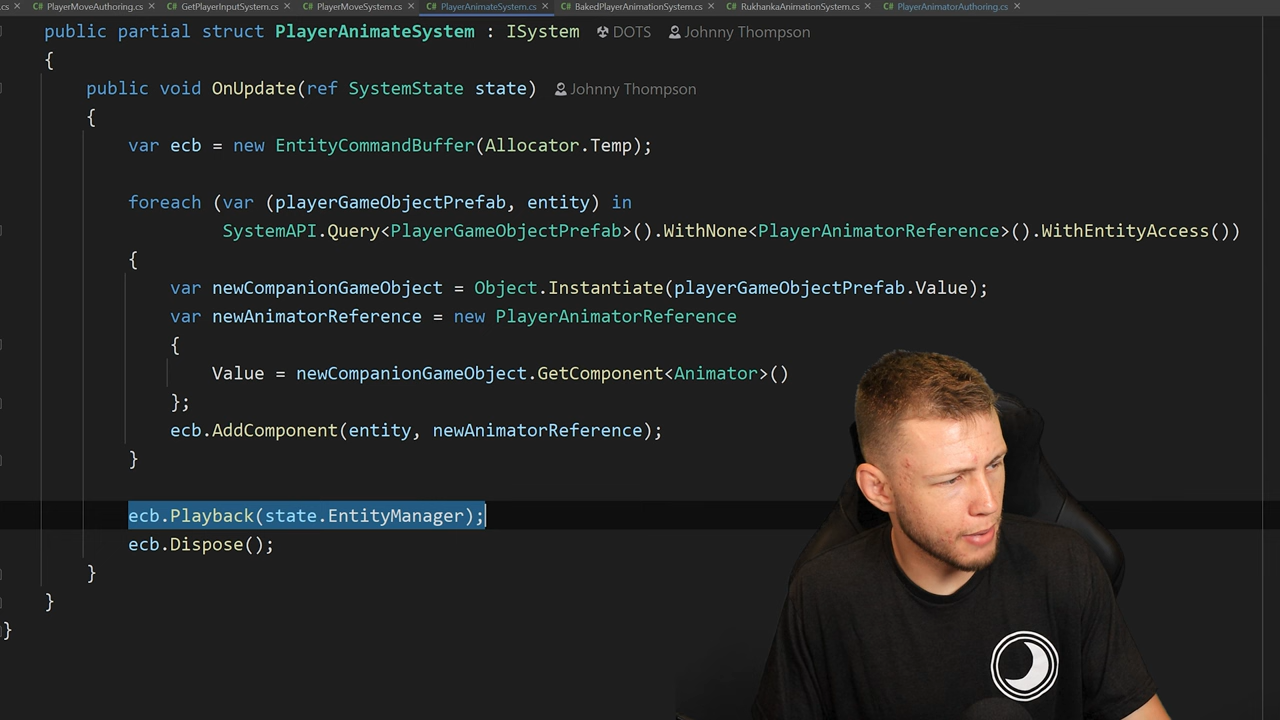 .cs PlayerMoveAuthoring.cs GetPlayerInputSystem.cs PlayerMoveSystem.cs PlayerAnimateSystem.cs BakedPlayerAnimationSystem.cs RukhankaAnimationSystem.cs PlayerAnimatorAuthoring.cs
public partial struct PlayerAnimateSystem : ISystem DOTS Johnny Thompson
{
public void OnUpdate(ref SystemState state) Johnny Thompson
{
var ecb = new EntityCommandBuffer(Allocator.Temp);
foreach (var (playerGameObjectPrefab, entity) in
SystemAPI.Query<PlayerGameObjectPrefab>().WithNone<PlayerAnimatorReference>().WithEntityAccess())
{
var newCompanionGameObject = Object.Instantiate(playerGameObjectPrefab.Value);
var newAnimatorReference = new PlayerAnimatorReference
{
Value = newCompanionGameObject.GetComponent<Animator>()
};
ecb.AddComponent(entity, newAnimatorReference);
}
ecb.Playback(state.EntityManager);
ecb.Dispose();
}
}
}